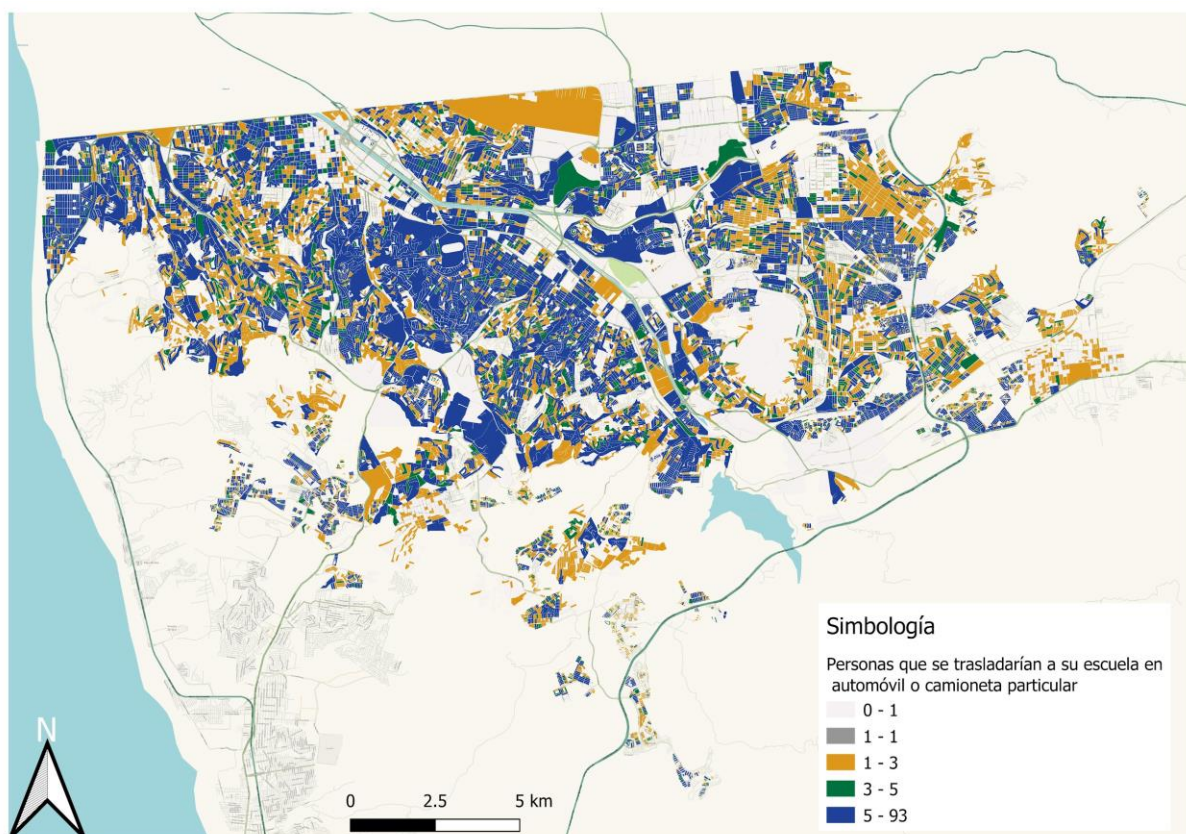 Simbología
Personas que se trasladarían a su escuela en
automóvil o camioneta particular
0 - 1
1 - 1
1 - 3
3 - 5
5 - 93
N
0 2.5 5 km